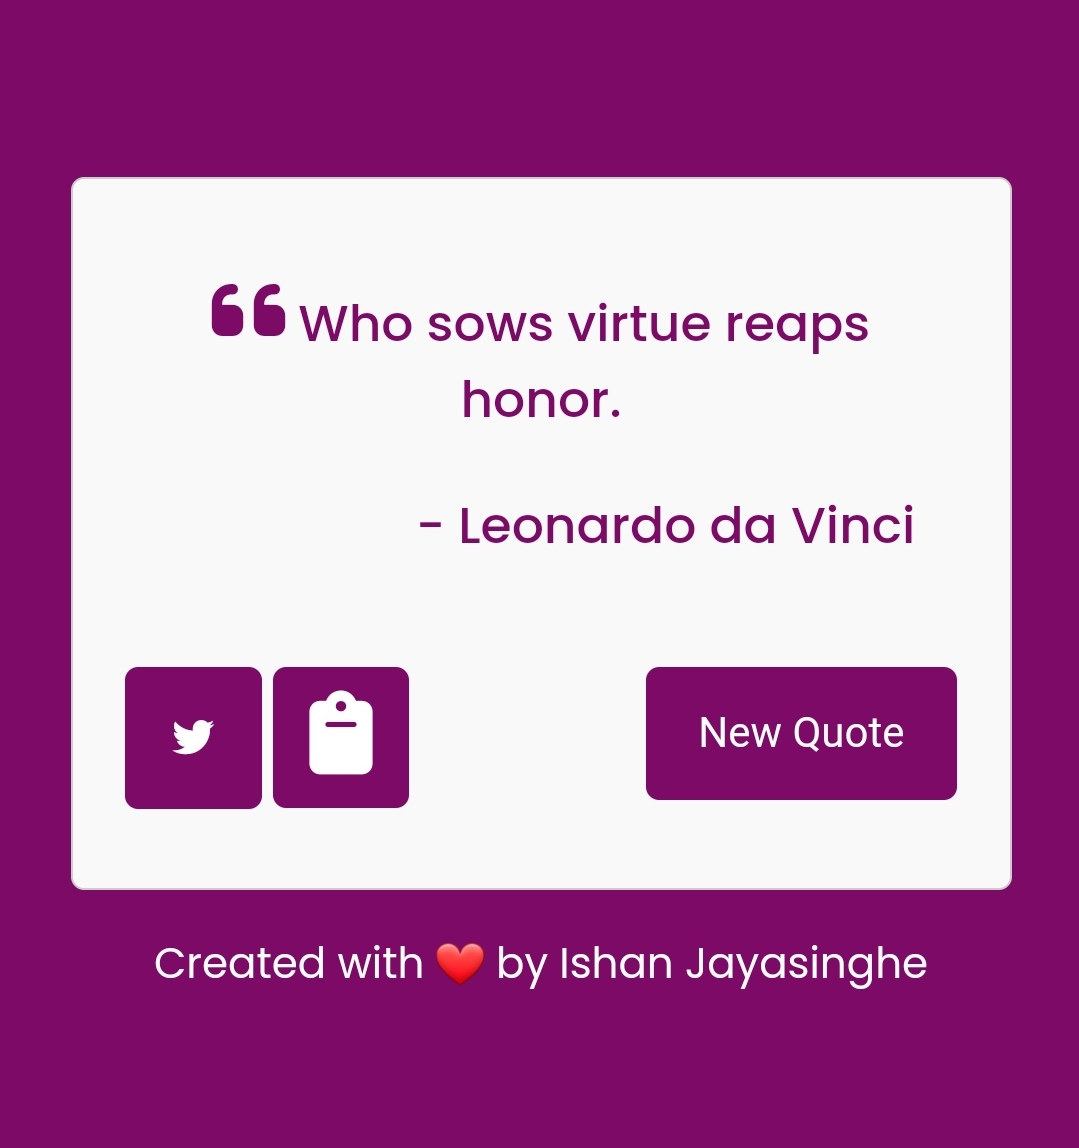 “ Who sows virtue reaps
honor.
- Leonardo da Vinci
New Quote
Created with ❤️ by Ishan Jayasinghe